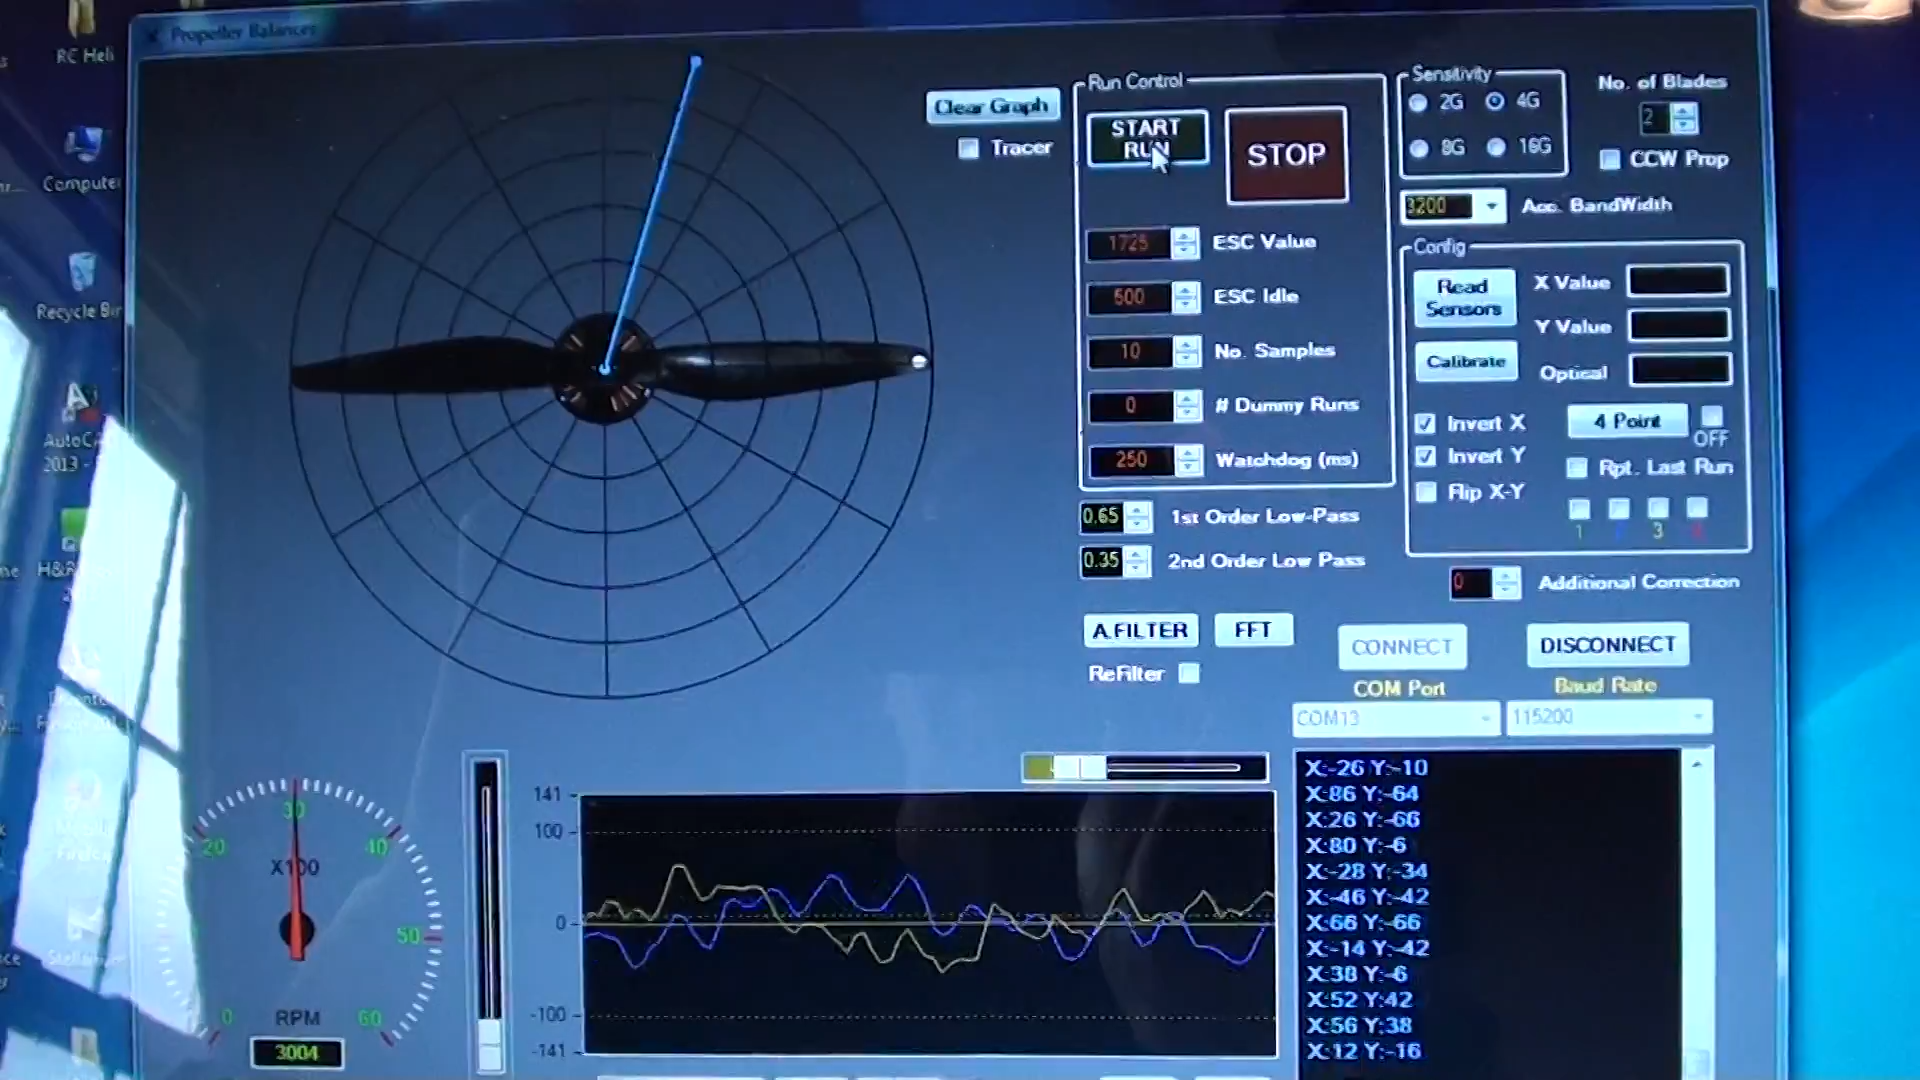 Propeller Balancer
RC Heli
Computer
Recycle Bin
AutoCA
2013 -
Clear Graph
Tracer
Run Control
START RUN
STOP
1725 ESC Value
500 ESC Idle
10 No. Samples
0 # Dummy Runs
250 Watchdog (ms)
0.65 1st Order Low-Pass
0.35 2nd Order Low Pass
A.FILTER FFT
ReFilter
Sensitivity
2G 4G
8G 16G
No. of Blades
2
CCW Prop
3200 Acc. BandWidth
Config
Read Sensors
X Value
Y Value
Calibrate
Optical
Invert X
Invert Y
Flip X-Y
4 Point
OFF
Rpt. Last Run
1 3
0 Additional Correction
CONNECT DISCONNECT
COM Port Baud Rate
COM13 115200
X:-26 Y:-10
X:86 Y:-64
X:26 Y:-66
X:80 Y:-6
X:-28 Y:-34
X:-46 Y:-42
X:66 Y:-66
X:-14 Y:-42
X:38 Y:-6
X:52 Y:42
X:56 Y:38
X:12 Y:-16
141
100
0
-100
-141
0 20 30 40 50 60
X100
RPM
3004